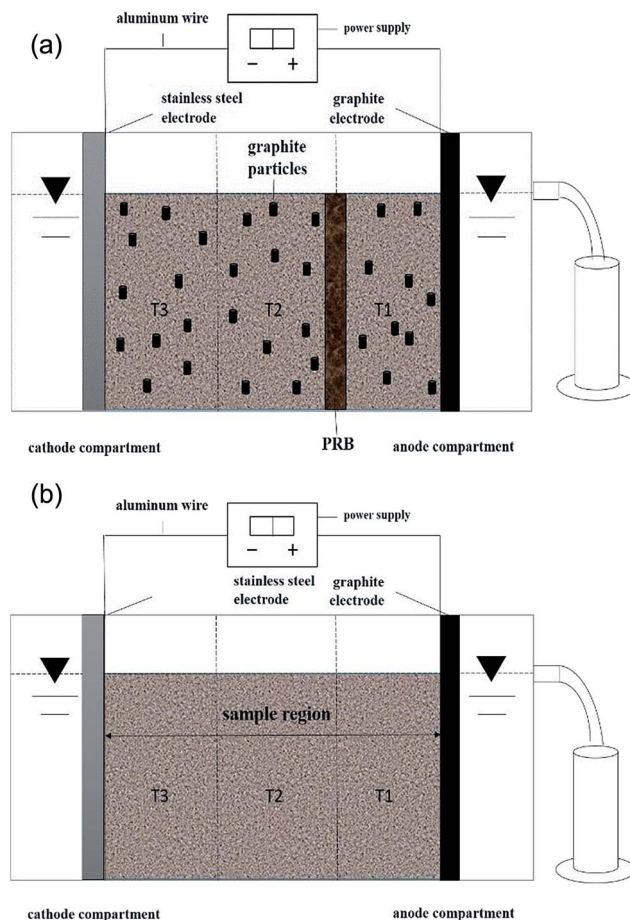 (a)
aluminum wire
power supply
− +
stainless steel
electrode
graphite
electrode
graphite
particles
T3
T2
T1
cathode compartment
PRB
anode compartment
(b)
aluminum wire
power supply
− +
stainless steel
electrode
graphite
electrode
sample region
T3
T2
T1
cathode compartment
anode compartment